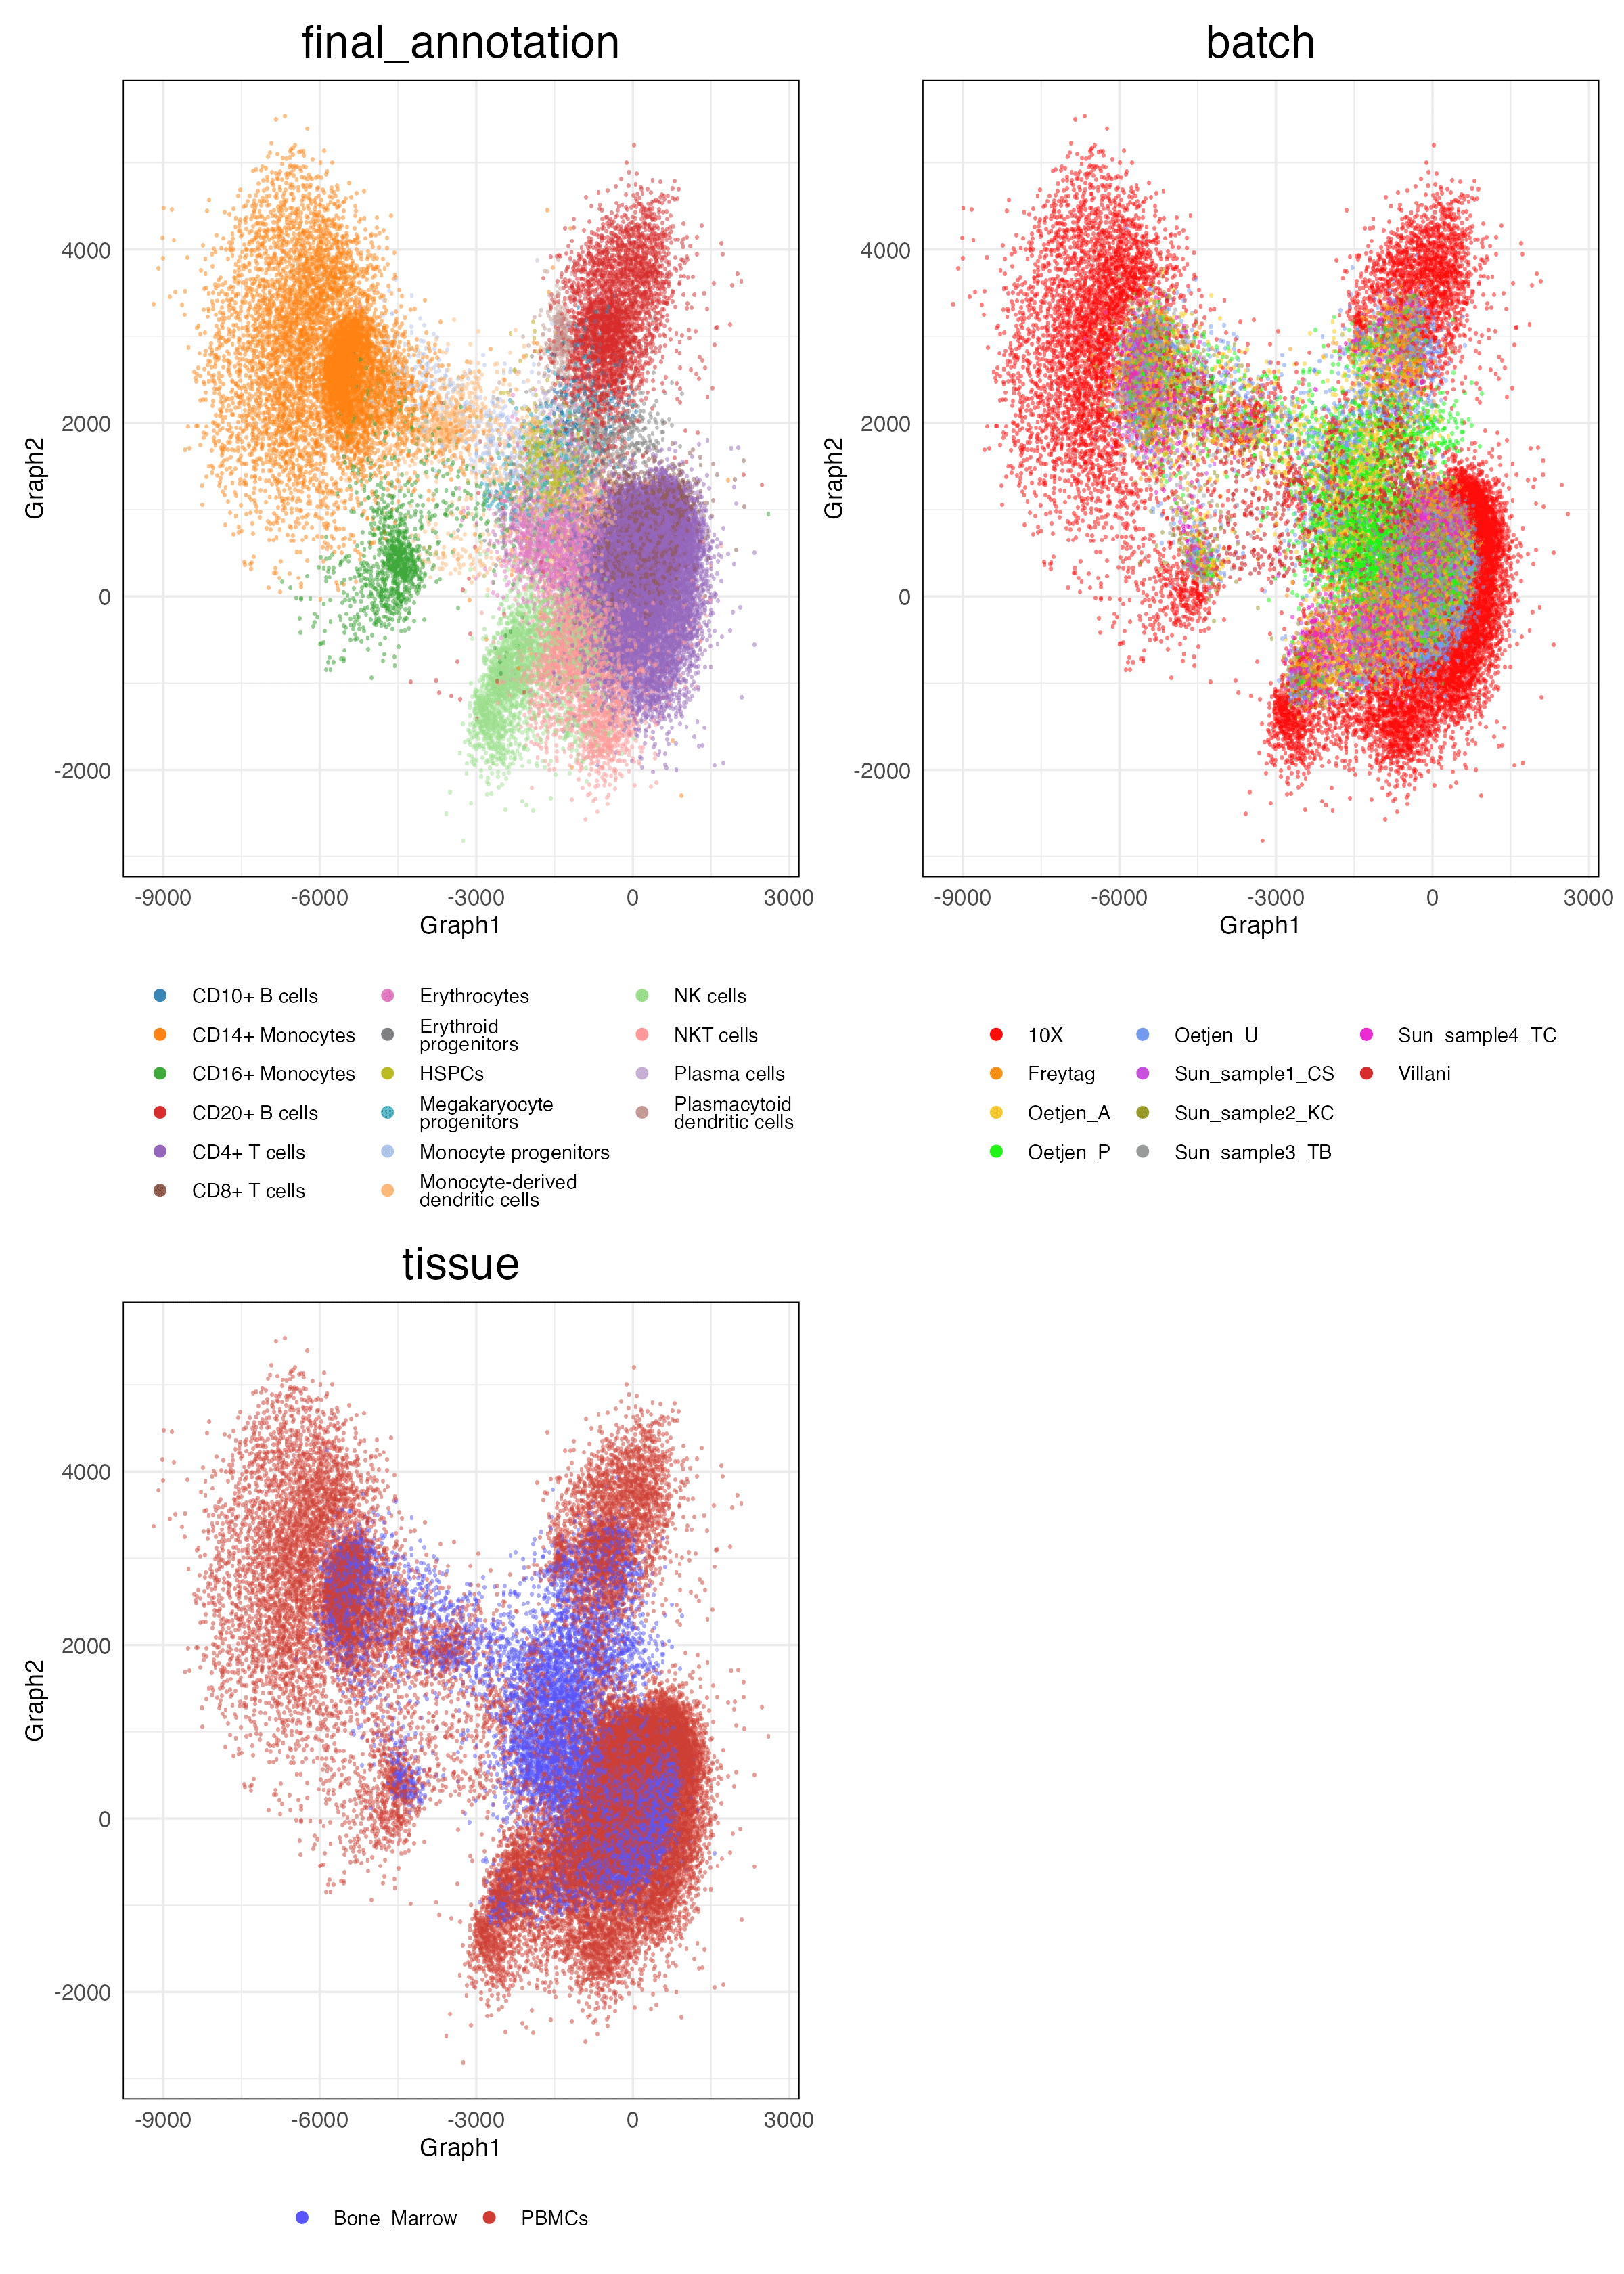 final_annotation
batch
4000
2000
0
-2000
Graph2
-9000
-6000
-3000
0
3000
Graph1
4000
2000
0
-2000
Graph2
-9000
-6000
-3000
0
3000
Graph1
CD10+ B cells
CD14+ Monocytes
CD16+ Monocytes
CD20+ B cells
CD4+ T cells
CD8+ T cells
Erythrocytes
Erythroid
progenitors
HSPCs
Megakaryocyte
progenitors
Monocyte progenitors
Monocyte-derived
dendritic cells
NK cells
NKT cells
Plasma cells
Plasmacytoid
dendritic cells
10X
Freytag
Oetjen_A
Oetjen_P
Oetjen_U
Sun_sample1_CS
Sun_sample2_KC
Sun_sample3_TB
Sun_sample4_TC
Villani
tissue
4000
2000
0
-2000
Graph2
-9000
-6000
-3000
0
3000
Graph1
Bone_Marrow
PBMCs